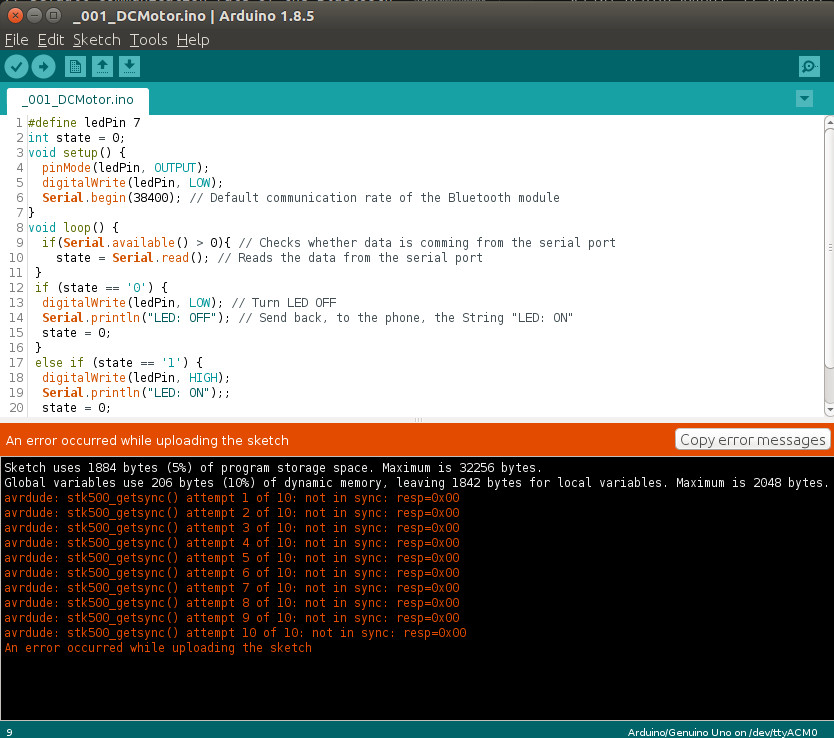 _001_DCMotor.ino | Arduino 1.8.5
File Edit Sketch Tools Help
_001_DCMotor.ino
1 #define ledPin 7
2 int state = 0;
3 void setup() {
4 pinMode(ledPin, OUTPUT);
5 digitalWrite(ledPin, LOW);
6 Serial.begin(38400); // Default communication rate of the Bluetooth module
7 }
8 void loop() {
9 if(Serial.available() > 0){ // Checks whether data is comming from the serial port
10 state = Serial.read(); // Reads the data from the serial port
11 }
12 if (state == '0') {
13 digitalWrite(ledPin, LOW); // Turn LED OFF
14 Serial.println("LED: OFF"); // Send back, to the phone, the String "LED: ON"
15 state = 0;
16 }
17 else if (state == '1') {
18 digitalWrite(ledPin, HIGH);
19 Serial.println("LED: ON");;
20 state = 0;
An error occurred while uploading the sketch
Copy error messages
Sketch uses 1884 bytes (5%) of program storage space. Maximum is 32256 bytes.
Global variables use 206 bytes (10%) of dynamic memory, leaving 1842 bytes for local variables. Maximum is 2048 bytes.
avrdude: stk500_getsync() attempt 1 of 10: not in sync: resp=0x00
avrdude: stk500_getsync() attempt 2 of 10: not in sync: resp=0x00
avrdude: stk500_getsync() attempt 3 of 10: not in sync: resp=0x00
avrdude: stk500_getsync() attempt 4 of 10: not in sync: resp=0x00
avrdude: stk500_getsync() attempt 5 of 10: not in sync: resp=0x00
avrdude: stk500_getsync() attempt 6 of 10: not in sync: resp=0x00
avrdude: stk500_getsync() attempt 7 of 10: not in sync: resp=0x00
avrdude: stk500_getsync() attempt 8 of 10: not in sync: resp=0x00
avrdude: stk500_getsync() attempt 9 of 10: not in sync: resp=0x00
avrdude: stk500_getsync() attempt 10 of 10: not in sync: resp=0x00
An error occurred while uploading the sketch
9 Arduino/Genuino Uno on /dev/ttyACM0